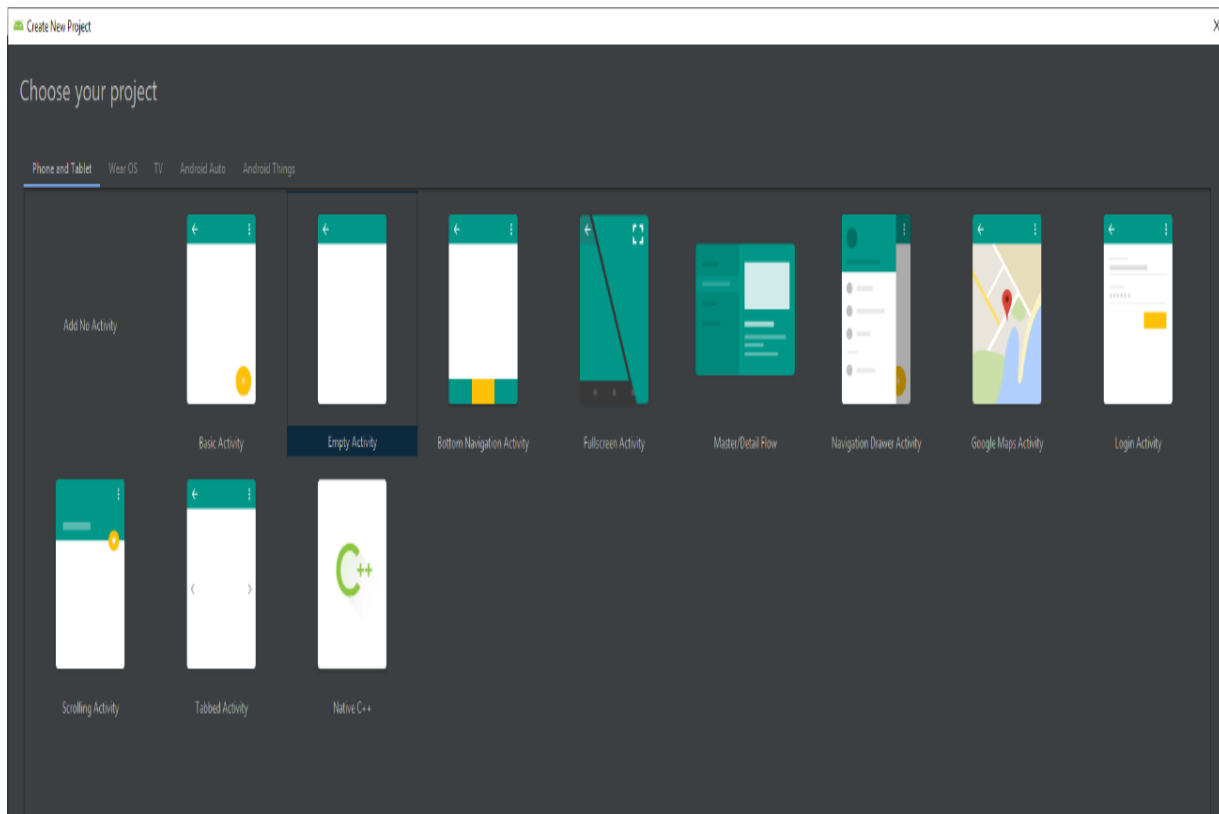 Create New Project
X
Choose your project
Phone and Tablet Wear OS TV Android Auto Android Things
Add No Activity
Basic Activity Empty Activity Bottom Navigation Activity Fullscreen Activity Master/Detail Flow Navigation Drawer Activity Google Maps Activity Login Activity
C++
Scrolling Activity Tabbed Activity Native C++